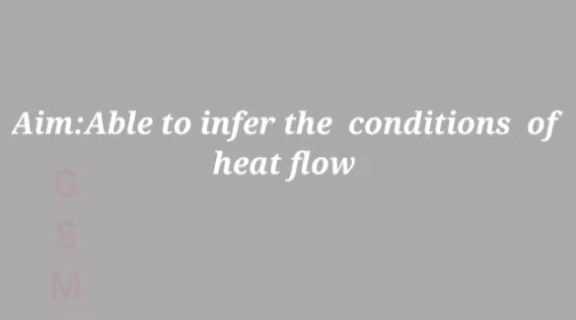 Aim:Able to infer the conditions of
heat flow
G
S
M